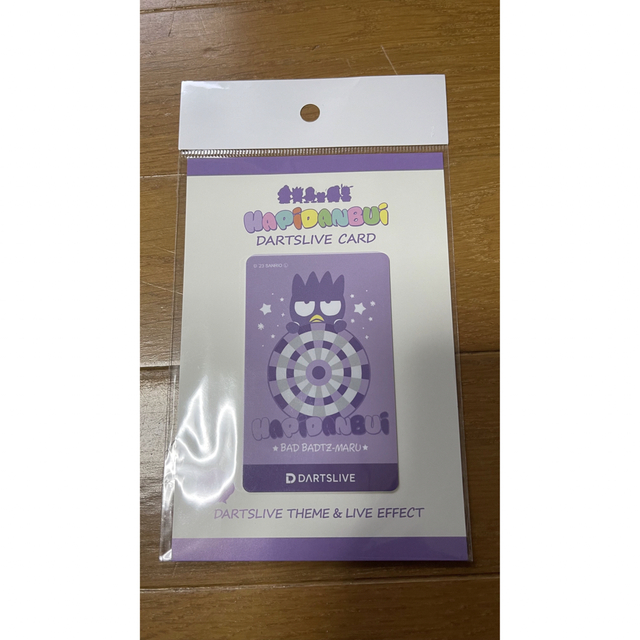 HAPiDANBUi
DARTSLIVE CARD
HAPiDANBUi
★BAD BADTZ-MARU★
DARTSLIVE
DARTSLIVE THEME & LIVE EFFECT